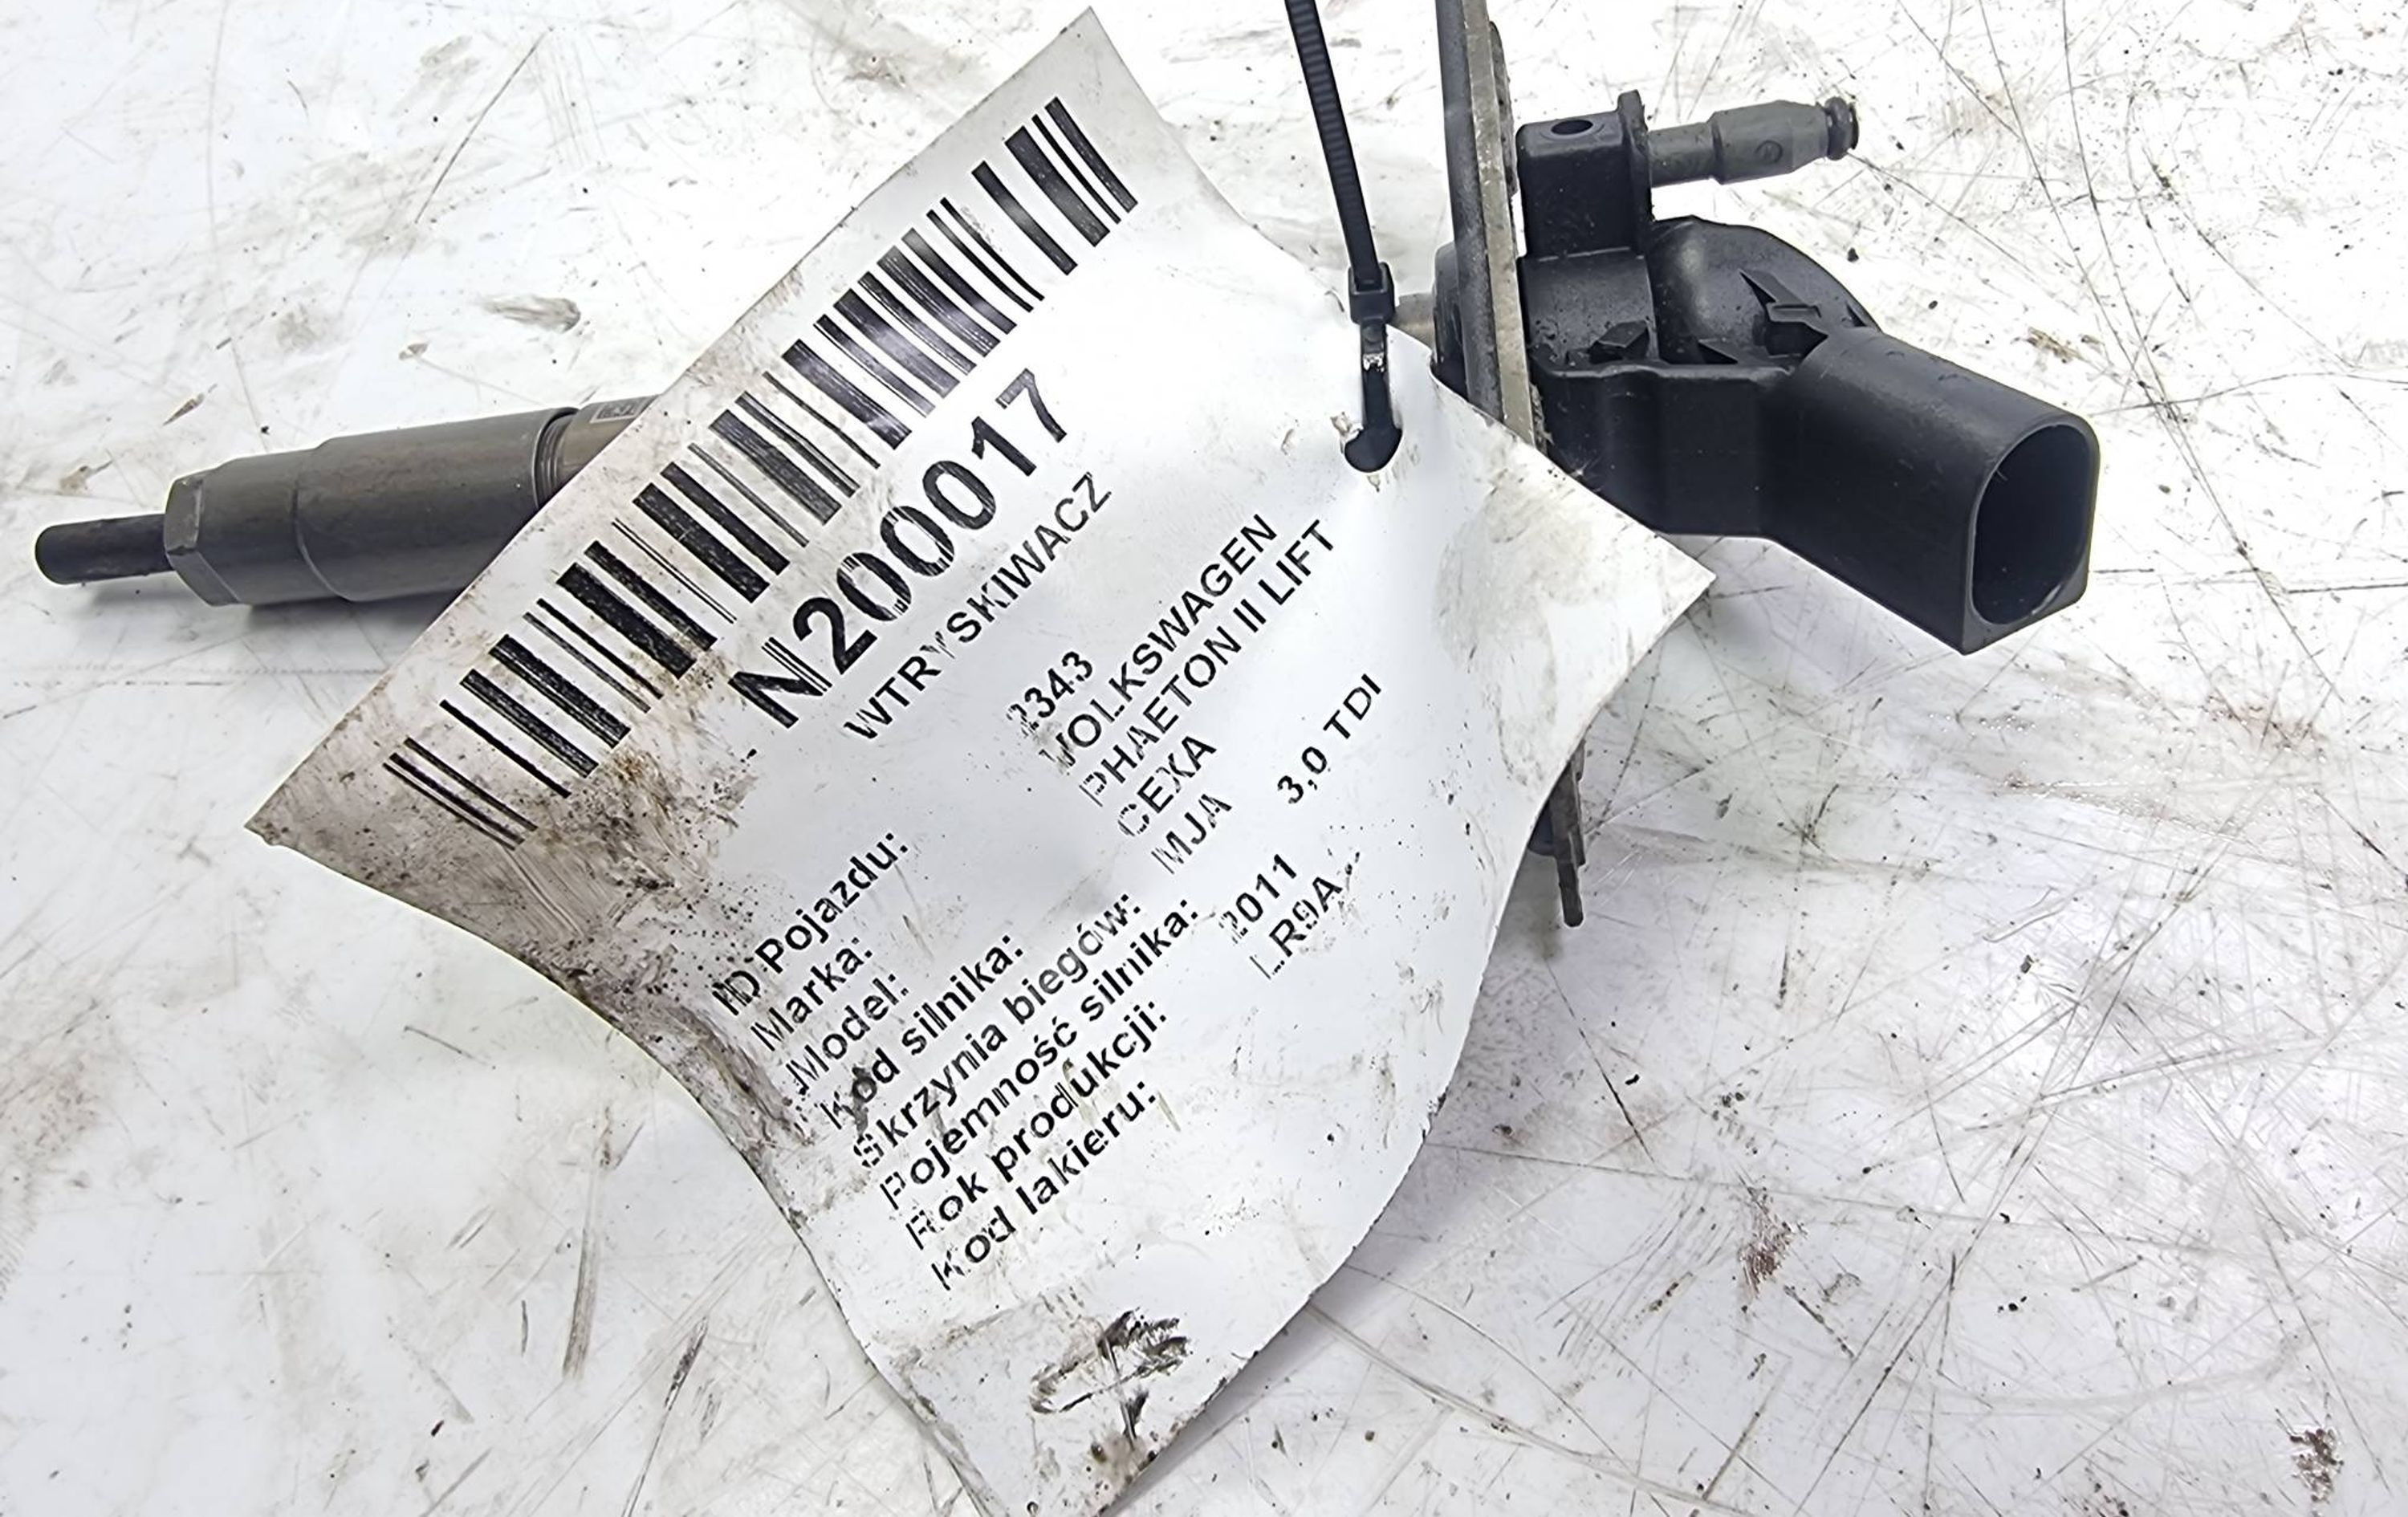 N200017
WTRYSKIWACZ
ID Pojazdu: 2343
Marka: VOLKSWAGEN
Model: PHAETON II LIFT
Kod silnika: CEXA
Skrzynia biegów: MJA
Pojemność silnika: 3,0 TDI
Rok produkcji: 2011
Kod lakieru: LR9A